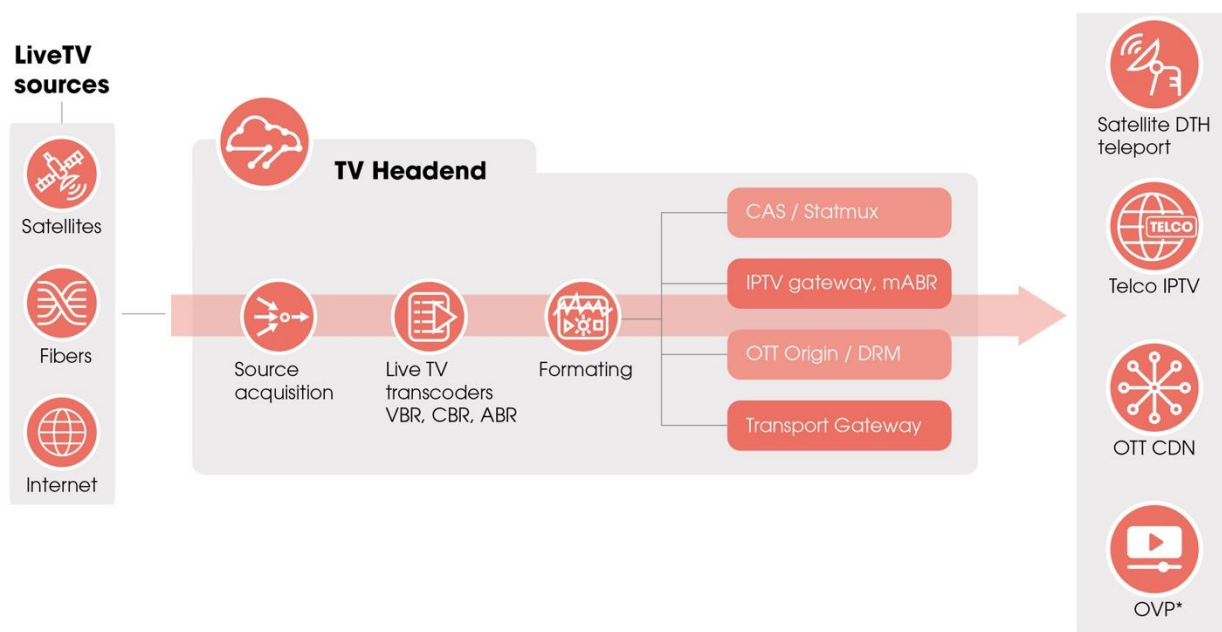 LiveTV
sources
Satellites
Fibers
Internet
TV Headend
Source
acquisition
Live TV
transcoders
VBR, CBR, ABR
Formating
CAS / Statmux
IPTV gateway, mABR
OTT Origin / DRM
Transport Gateway
Satellite DTH
teleport
TELCO
Telco IPTV
OTT CDN
OVP*